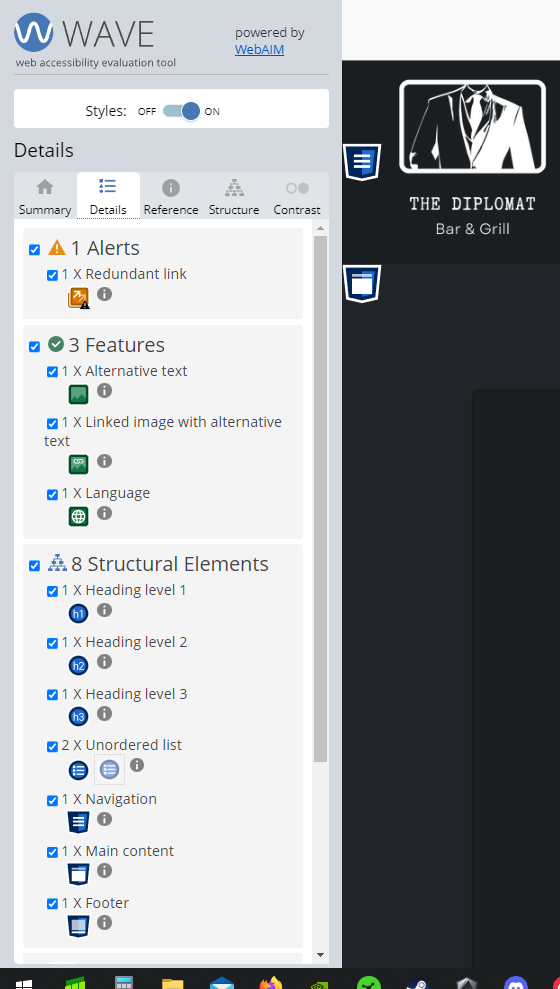 WAVE
powered by
WebAIM
web accessibility evaluation tool
Styles: OFF ON
Details
Summary Details Reference Structure Contrast
1 Alerts
1 X Redundant link
3 Features
1 X Alternative text
1 X Linked image with alternative
text
1 X Language
8 Structural Elements
1 X Heading level 1
h1
1 X Heading level 2
h2
1 X Heading level 3
h3
2 X Unordered list
1 X Navigation
1 X Main content
1 X Footer
THE DIPLOMAT
Bar & Grill